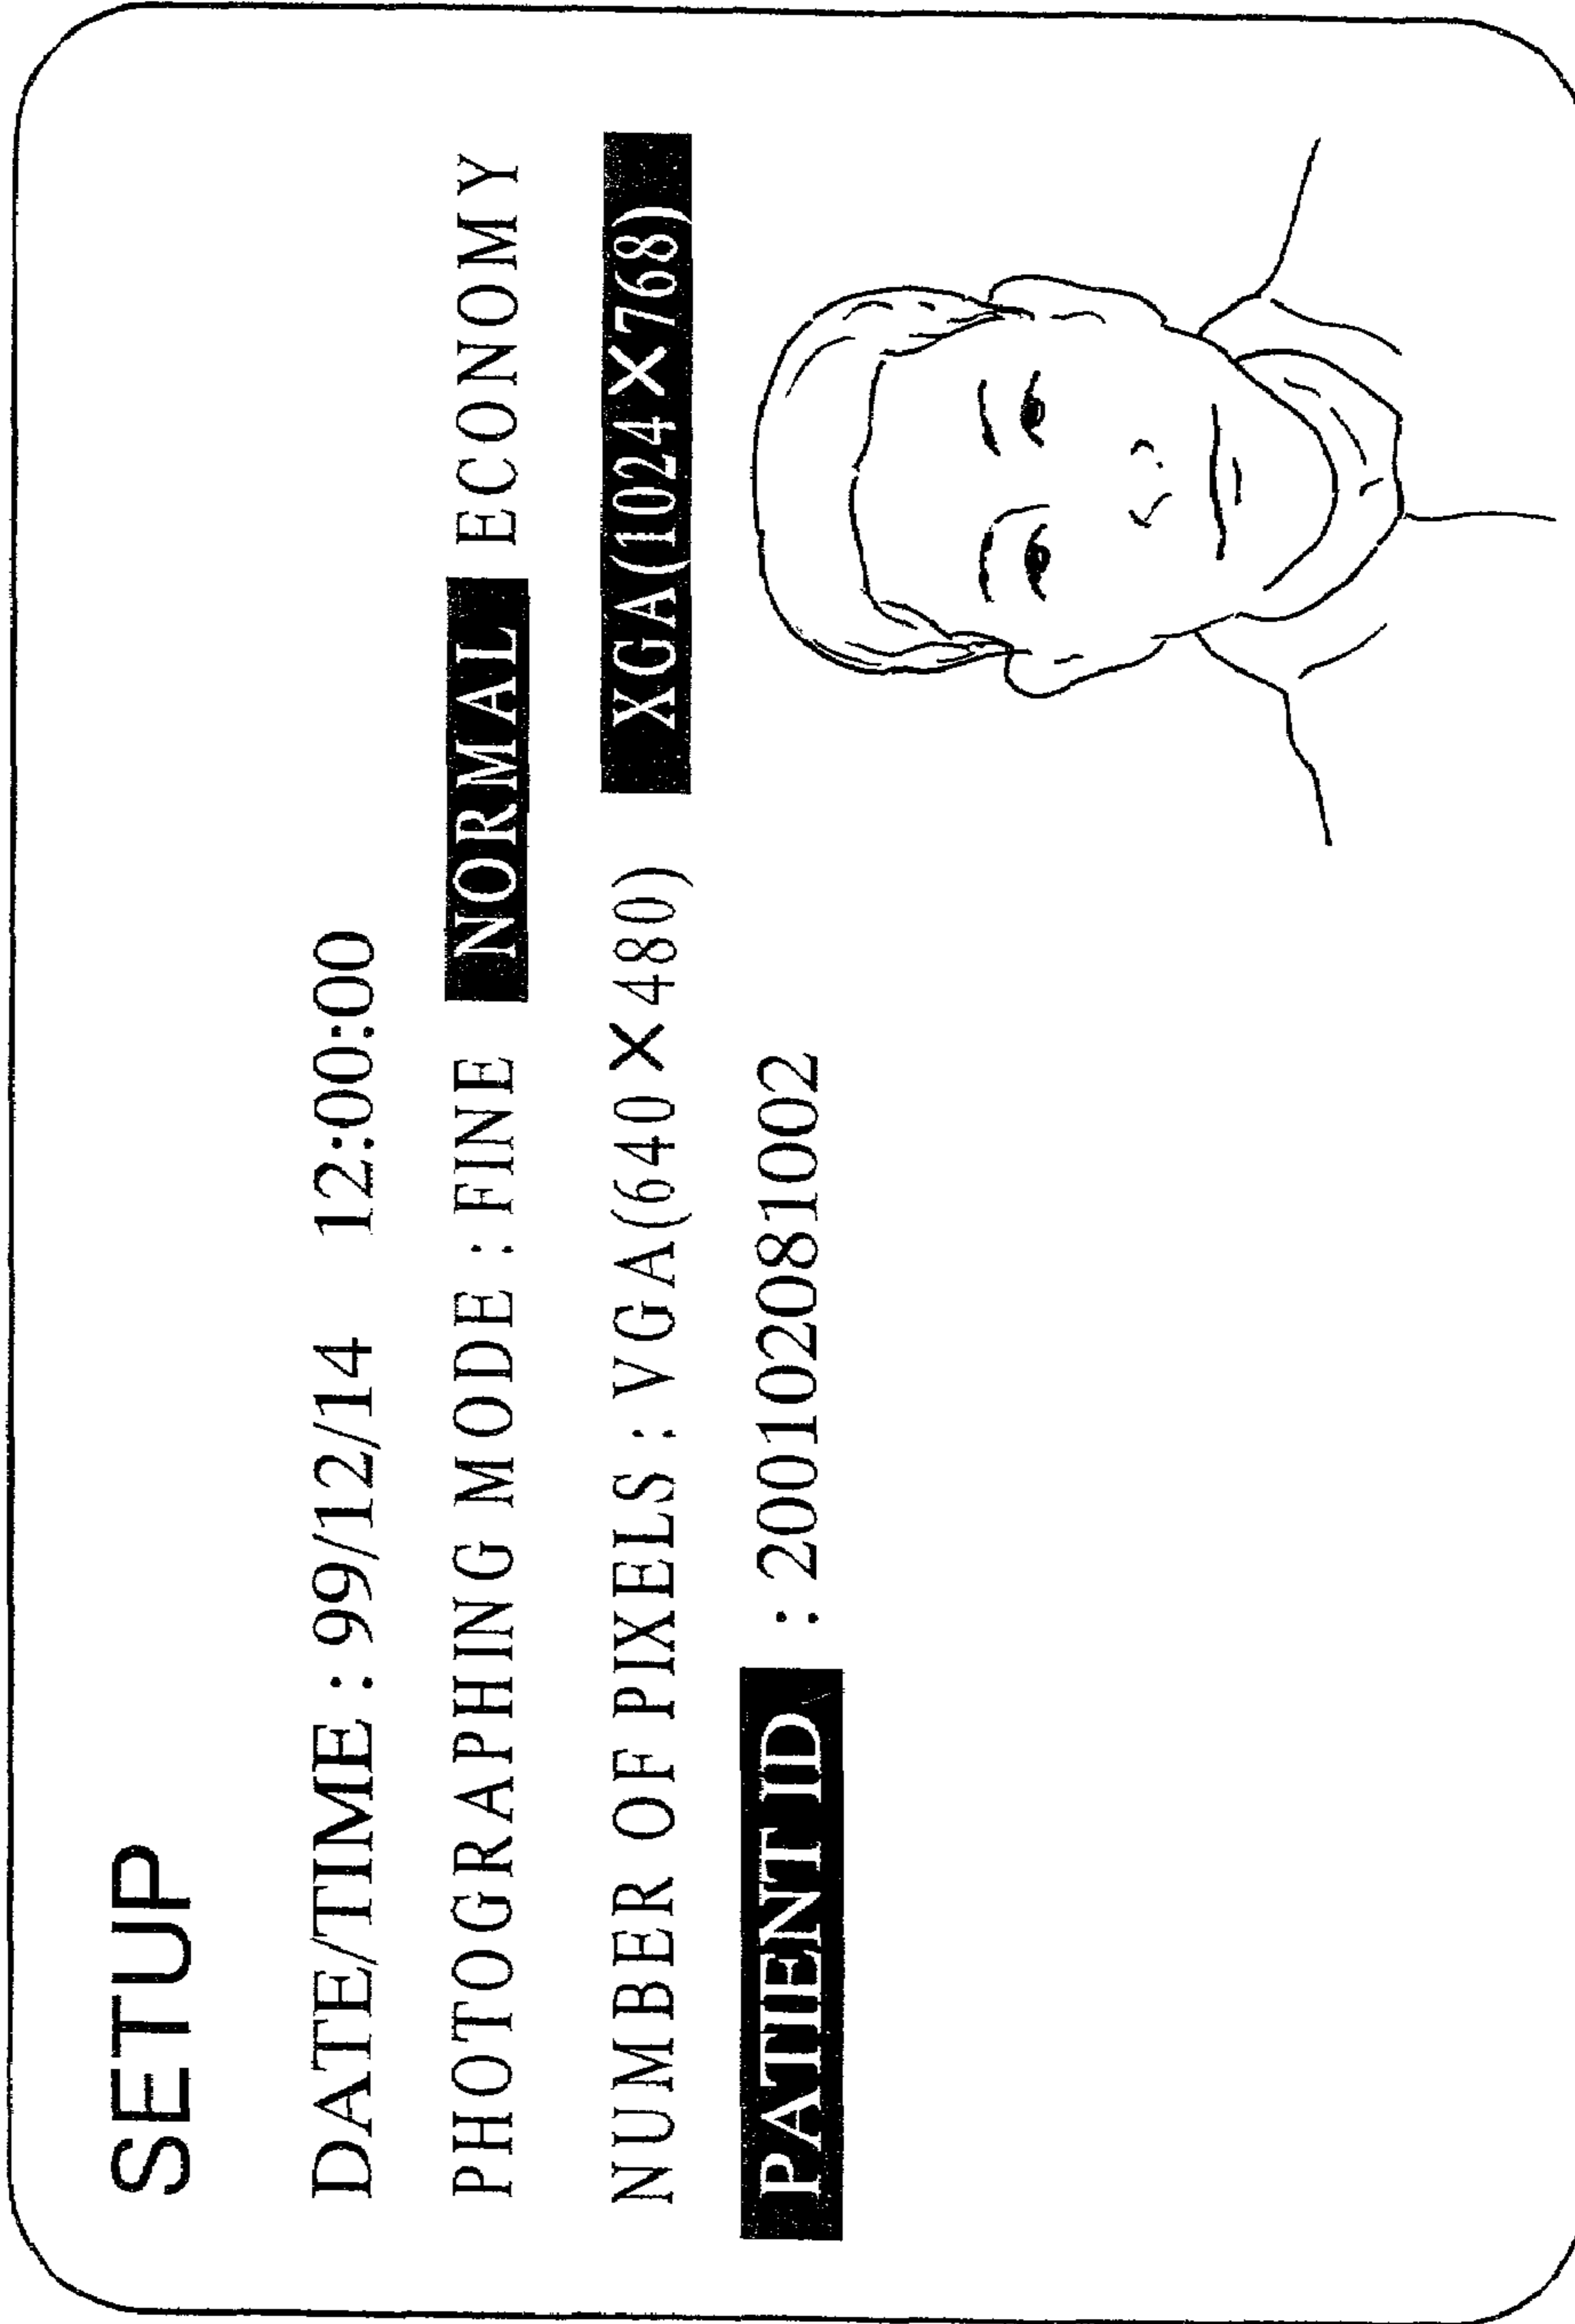 SETUP
DATE/TIME : 99/12/14 12:00:00
PHOTOGRAPHING MODE : FINE NORMAL ECONOMY
NUMBER OF PIXELS : VGA(640×480) XGA(1024×768)
PATIENT ID : 200102081002